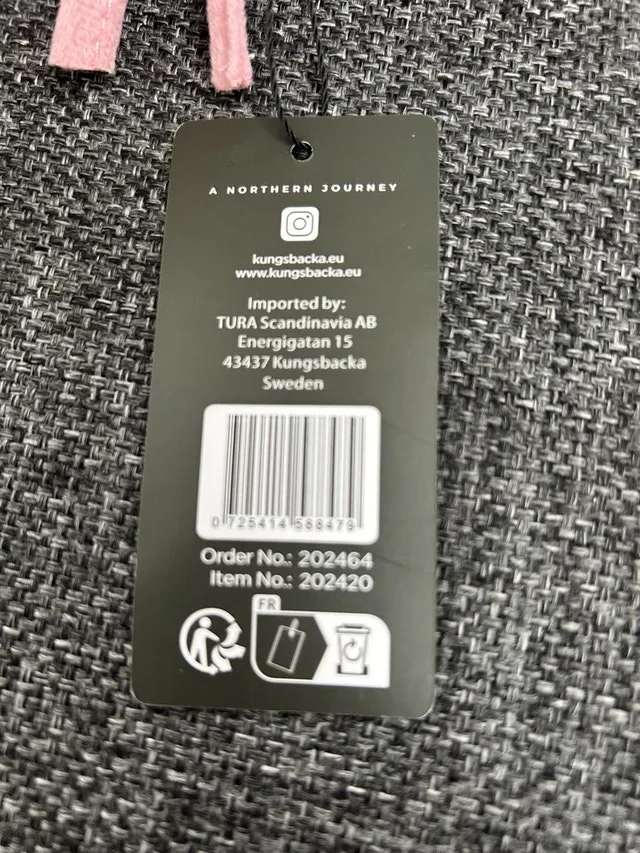 A NORTHERN JOURNEY
kungsbacka.eu
www.kungsbacka.eu
Imported by:
TURA Scandinavia AB
Energigatan 15
43437 Kungsbacka
Sweden
0 725414 588479
Order No.: 202464
Item No.: 202420
FR